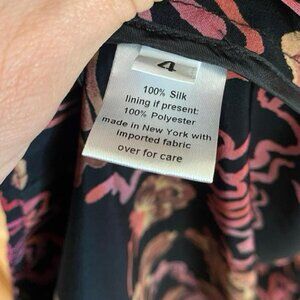 4
100% Silk
lining if present:
100% Polyester
made in New York with
imported fabric
over for care